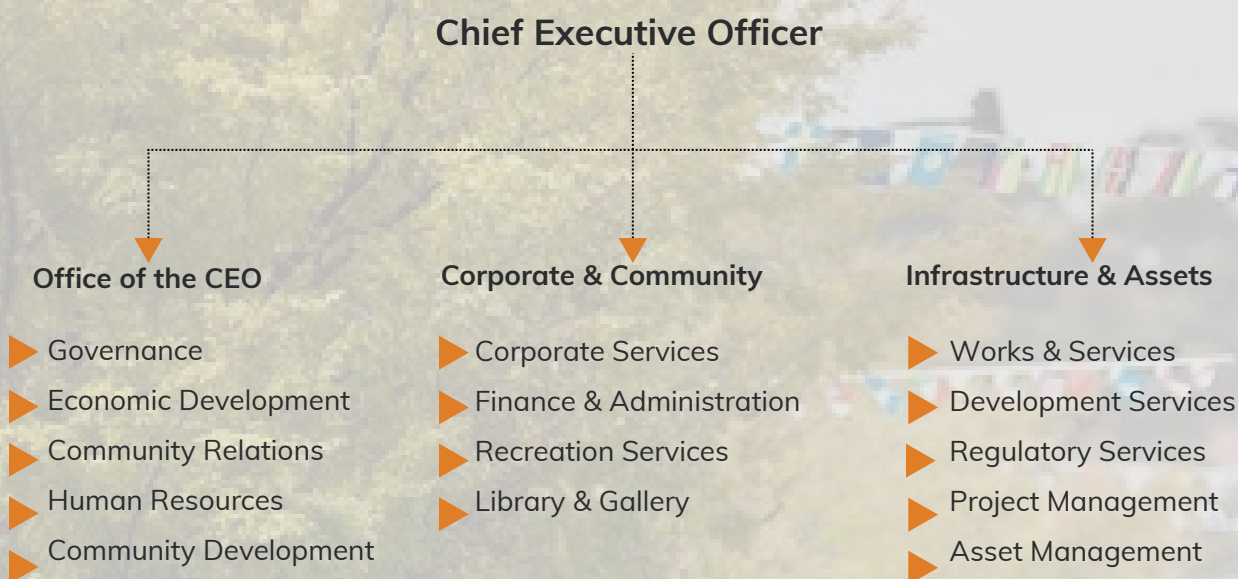 Chief Executive Officer
Office of the CEO
Governance
Economic Development
Community Relations
Human Resources
Community Development
Corporate & Community
Corporate Services
Finance & Administration
Recreation Services
Library & Gallery
Infrastructure & Assets
Works & Services
Development Services
Regulatory Services
Project Management
Asset Management